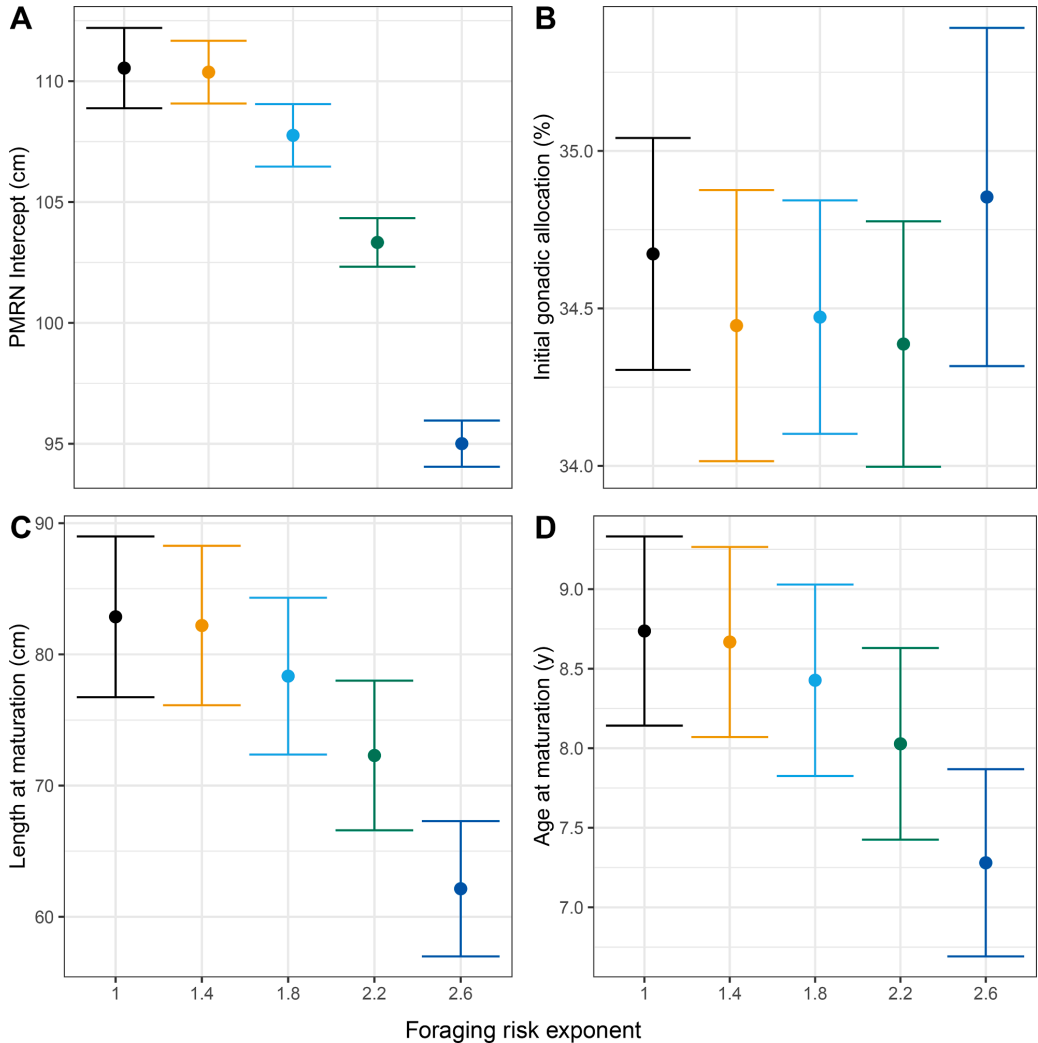 A
PMRN Intercept (cm)
110
105
100
95
B
Initial gonadic allocation (%)
35.0
34.5
34.0
C
Length at maturation (cm)
90
80
70
60
1 1.4 1.8 2.2 2.6
D
Age at maturation (y)
9.0
8.5
8.0
7.5
7.0
1 1.4 1.8 2.2 2.6
Foraging risk exponent